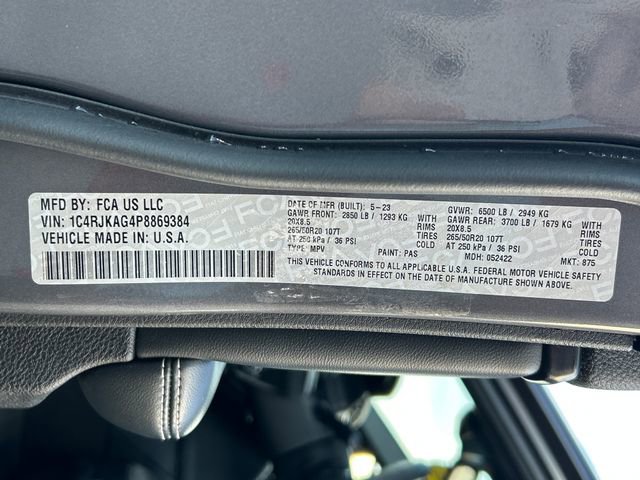 MFD BY: FCA US LLC
VIN: 1C4RJKAG4P8869384
VEHICLE MADE IN: U.S.A.
DATE OF MFR (BUILT): 5-23 GVWR: 6500 LB / 2949 KG
GAWR FRONT: 2850 LB / 1293 KG WITH GAWR REAR: 3700 LB / 1679 KG WITH
20X8.5 RIMS 20X8.5 RIMS
265/50R20 107T TIRES 265/50R20 107T TIRES
AT 250 kPa / 36 PSI COLD AT 250 kPa / 36 PSI COLD
TYPE: MPV PAINT: PAS MDH: 052422 MKT: 875
THIS VEHICLE CONFORMS TO ALL APPLICABLE U.S.A. FEDERAL MOTOR VEHICLE SAFETY
STANDARDS IN EFFECT ON THE DATE OF MANUFACTURE SHOWN ABOVE.